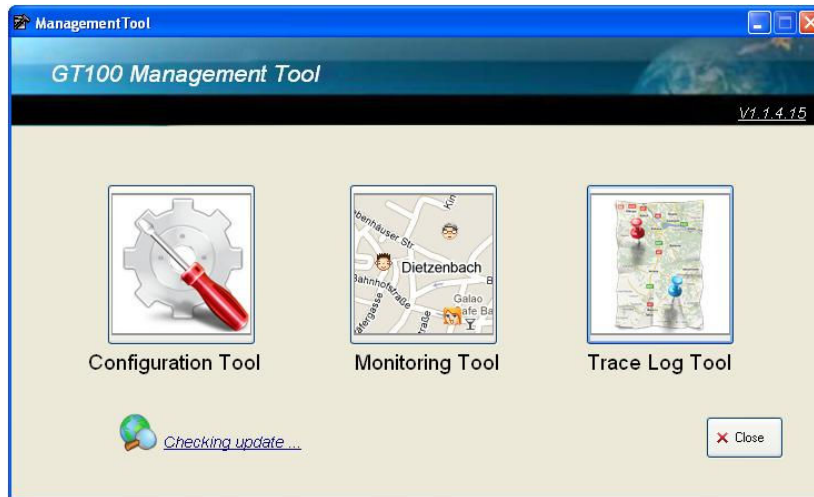 ManagementTool
GT100 Management Tool
V1.1.4.15
Dietzenbach
Galao
Configuration Tool
Monitoring Tool
Trace Log Tool
Checking update ...
Close